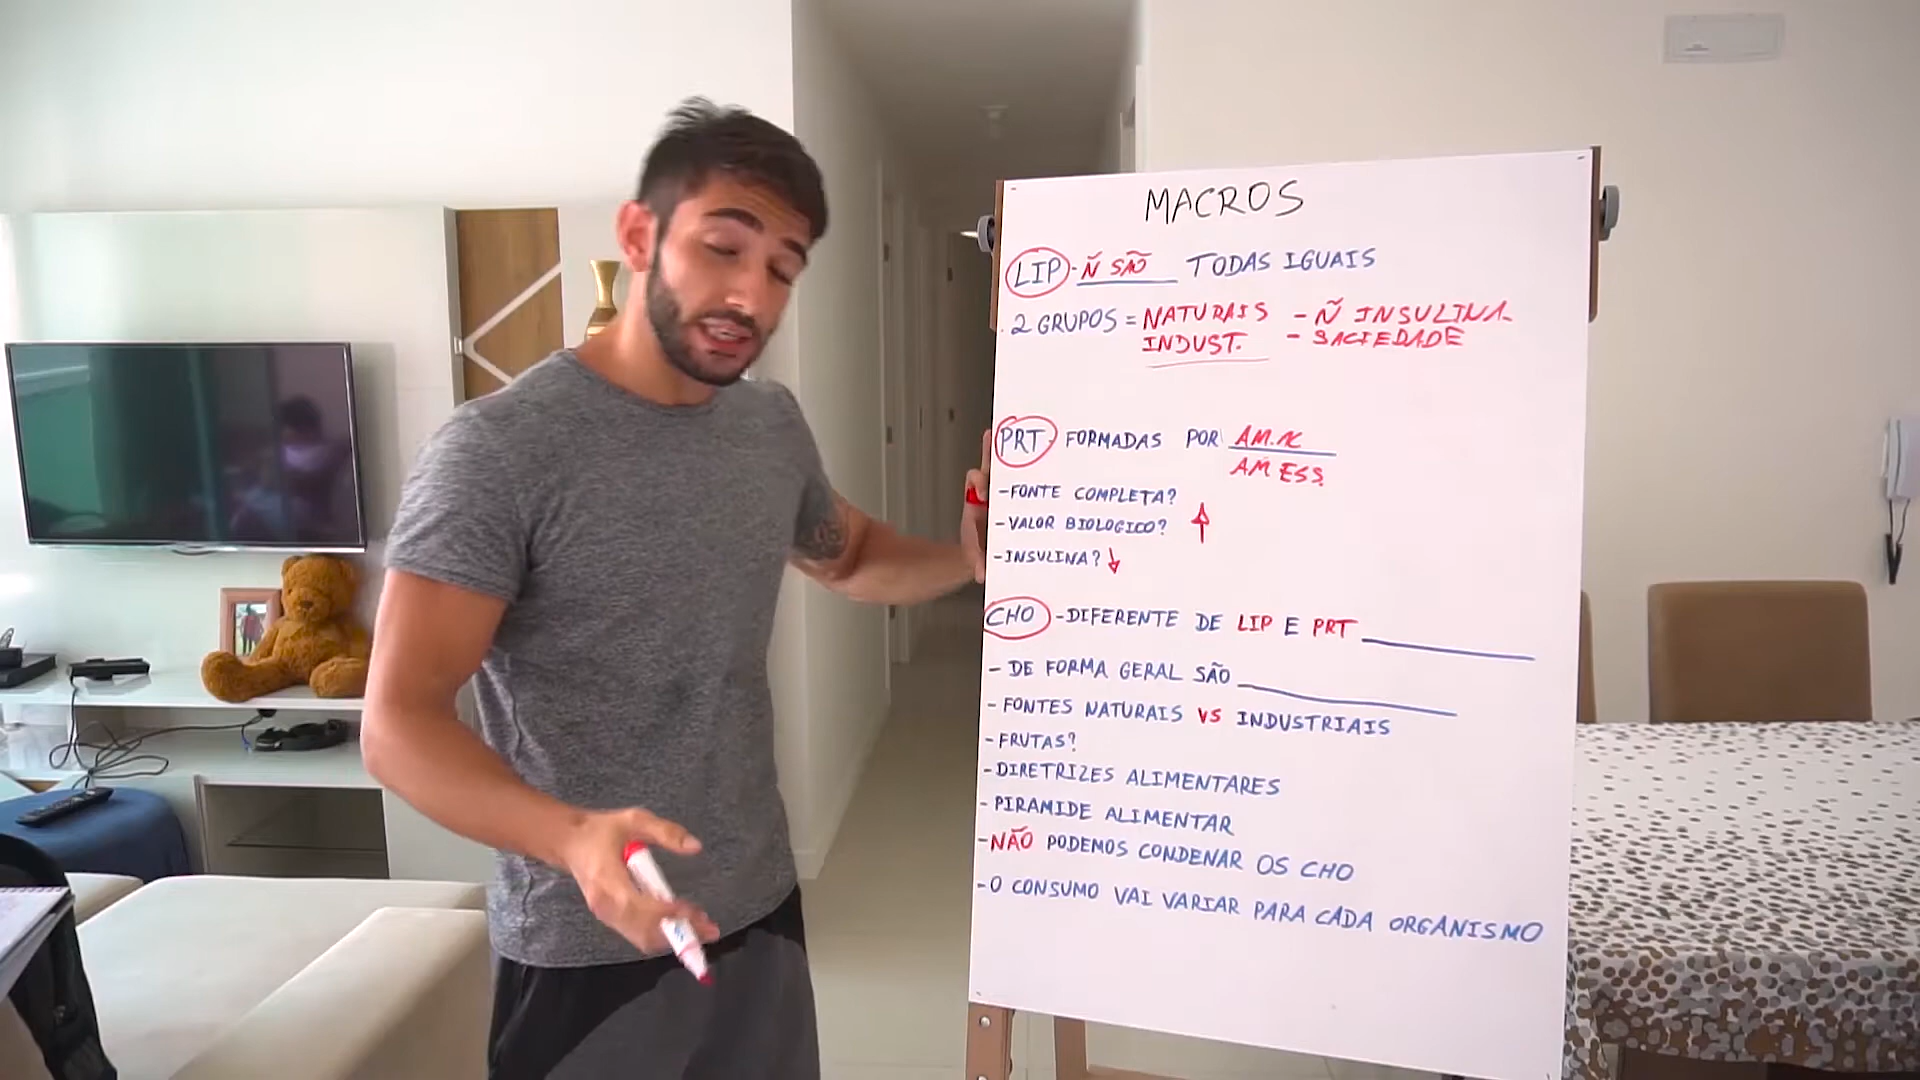 MACROS
LIP - Ñ SÃO TODAS IGUAIS
. 2 GRUPOS = NATURAIS - Ñ INSULINA
INDUST. - SACIEDADE
PRT - FORMADAS POR AM.AC
AM ESS.
- FONTE COMPLETA?
- VALOR BIOLOGICO?
- INSULINA?
CHO - DIFERENTE DE LIP E PRT
- DE FORMA GERAL SÃO
- FONTES NATURAIS VS INDUSTRIAIS
- FRUTAS?
- DIRETRIZES ALIMENTARES
- PIRAMIDE ALIMENTAR
- NÃO PODEMOS CONDENAR OS CHO
- O CONSUMO VAI VARIAR PARA CADA ORGANISMO